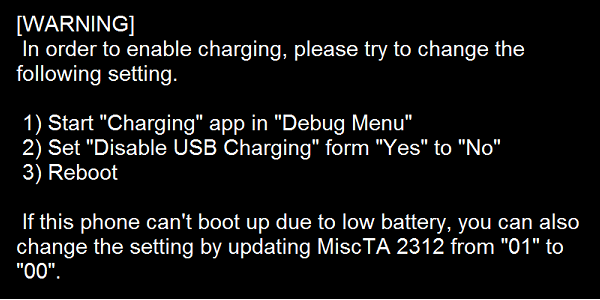 [WARNING]
In order to enable charging, please try to change the
following setting.
1) Start "Charging" app in "Debug Menu"
2) Set "Disable USB Charging" form "Yes" to "No"
3) Reboot
If this phone can't boot up due to low battery, you can also
change the setting by updating MiscTA 2312 from "01" to
"00".